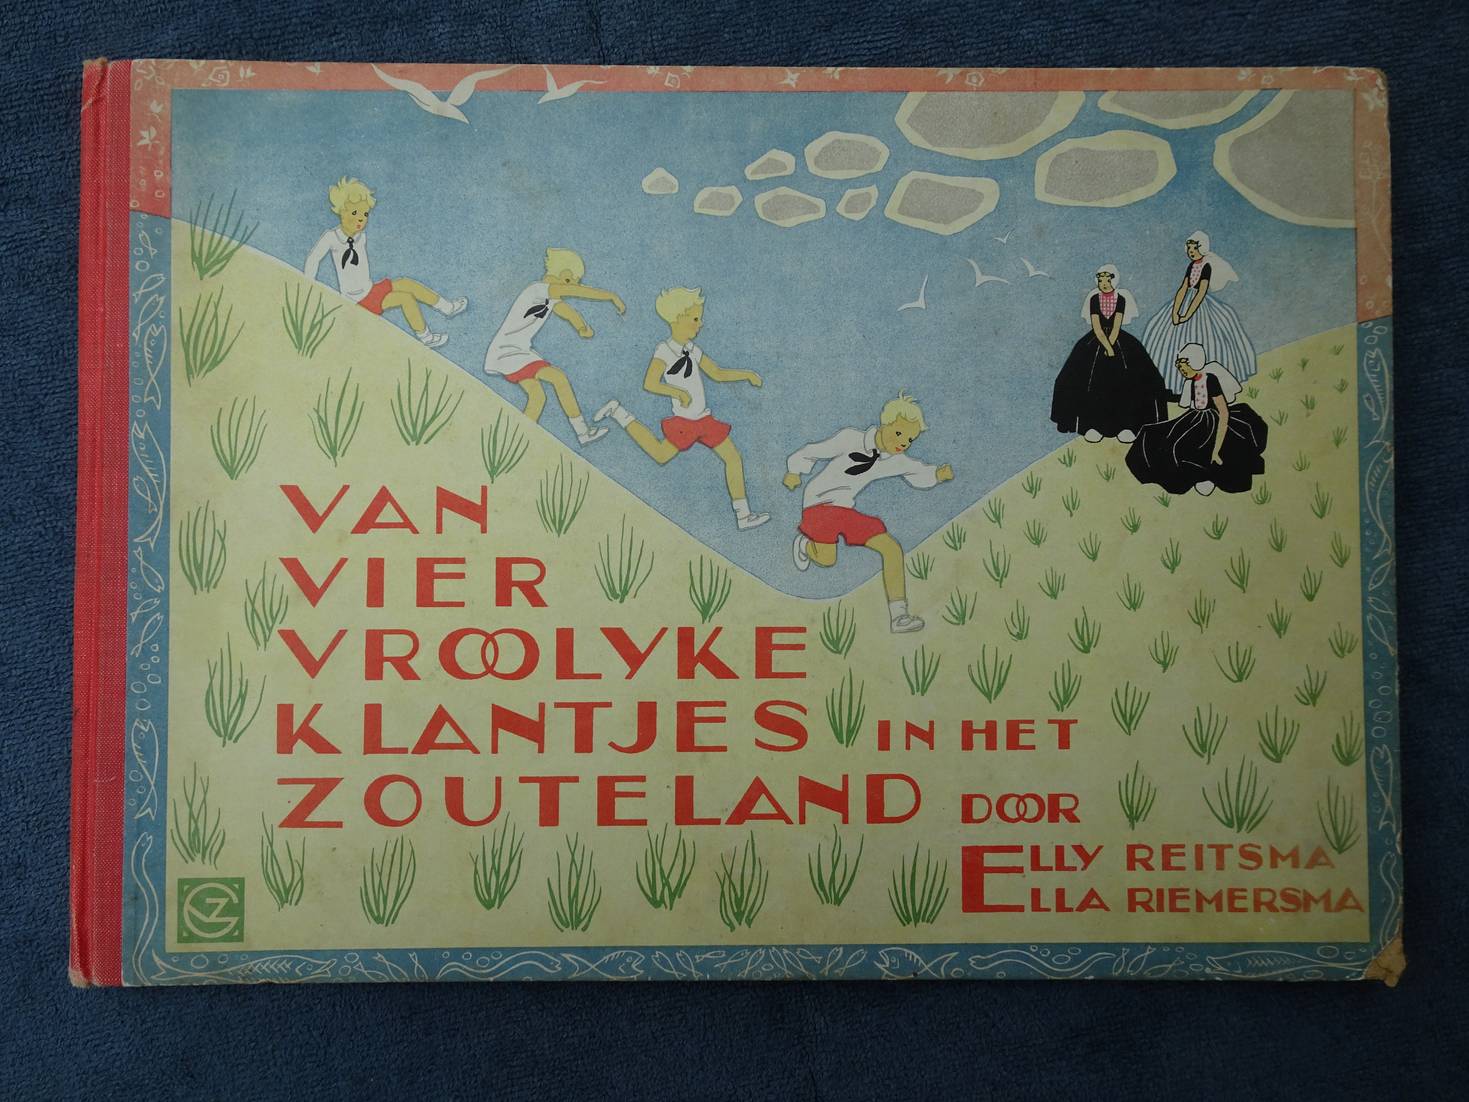 VAN
VIER
VROOLYKE
KLANTJES IN HET
ZOUTELAND DOOR
ELLY REITSMA
ELLA RIEMERSMA